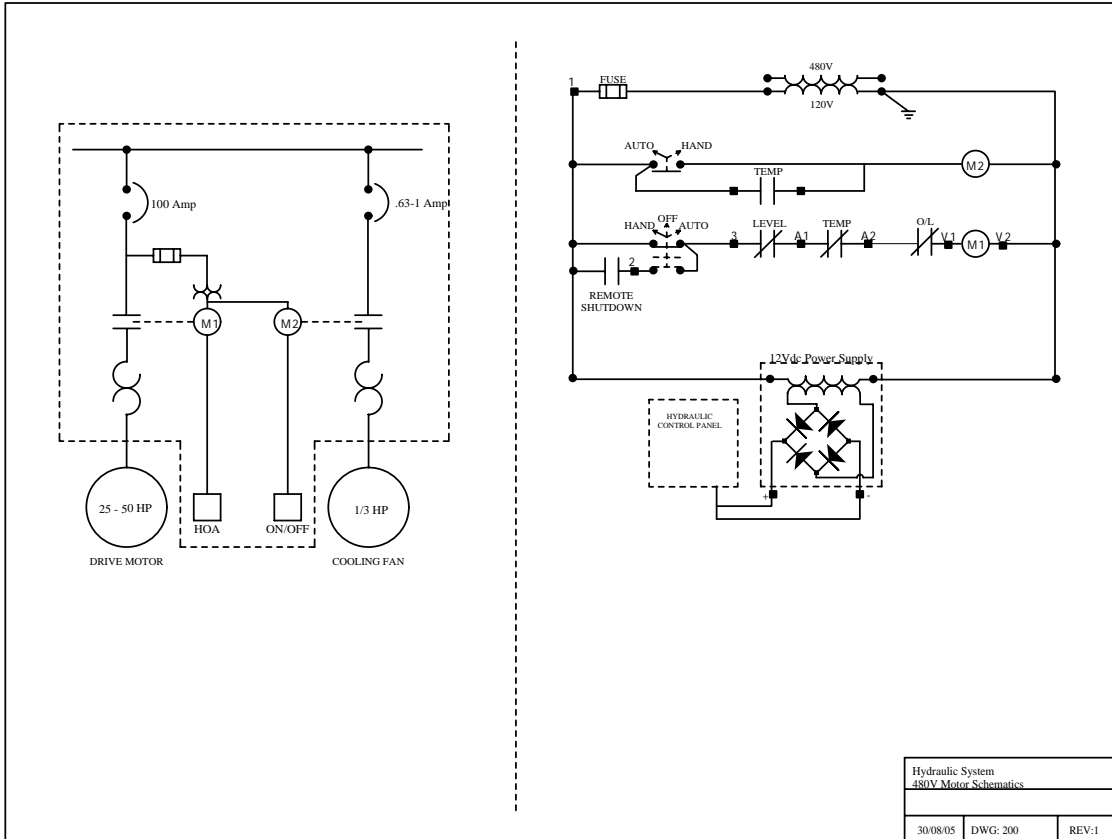 100 Amp
.63-1 Amp
M1
M2
25 - 50 HP
HOA
ON/OFF
1/3 HP
DRIVE MOTOR
COOLING FAN
1
FUSE
480V
120V
AUTO
HAND
TEMP
M2
HAND
OFF
AUTO
3
LEVEL
A1
TEMP
A2
O/L
V1
M1
V2
2
REMOTE
SHUTDOWN
12Vdc Power Supply
HYDRAULIC
CONTROL PANEL
+
-
Hydraulic System
480V Motor Schematics
30/08/05
DWG: 200
REV:1